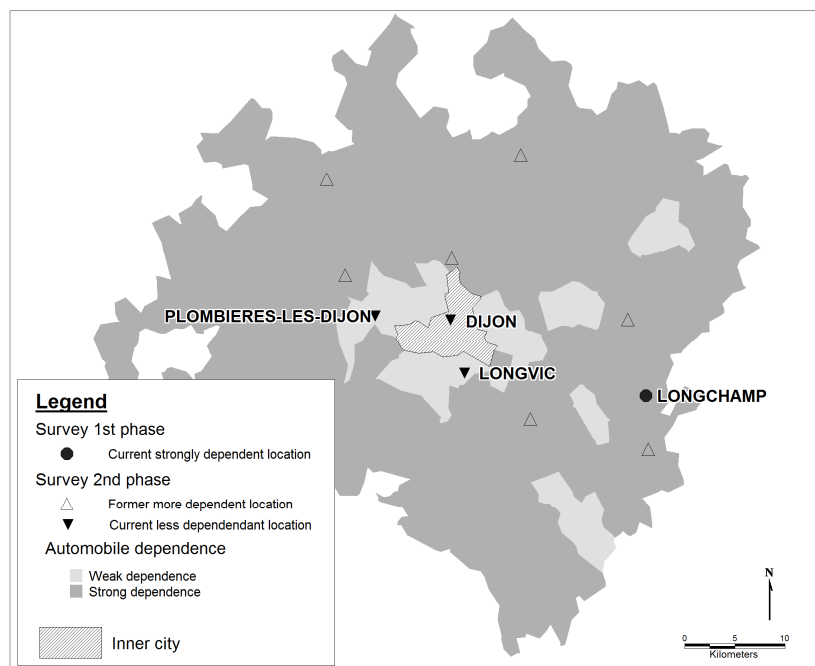 PLOMBIERES-LES-DIJON
DIJON
LONGVIC
LONGCHAMP
Legend
Survey 1st phase
Current strongly dependent location
Survey 2nd phase
Former more dependent location
Current less dependendant location
Automobile dependence
Weak dependence
Strong dependence
Inner city
N
0 5 10
Kilometers